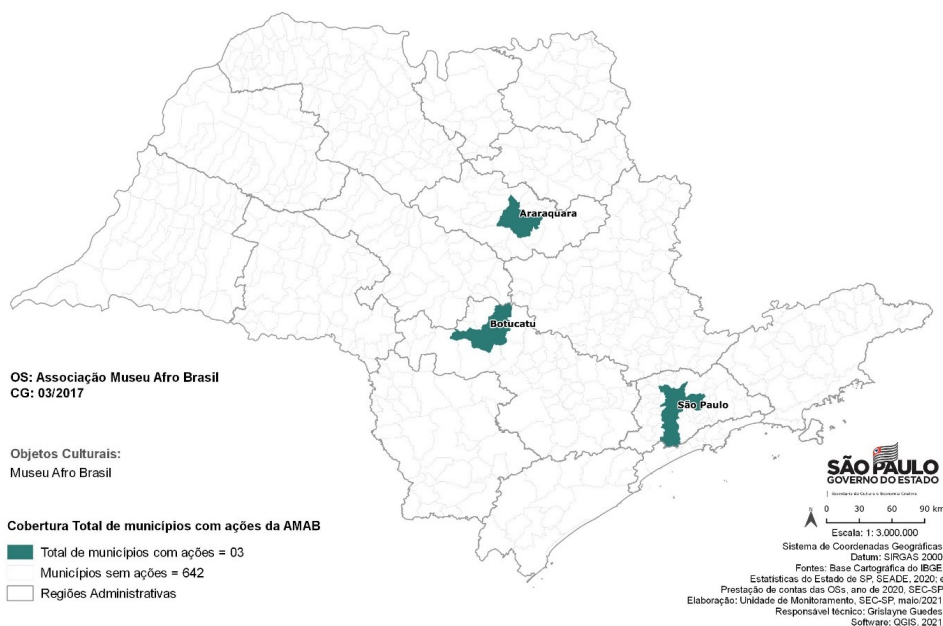 Araraquara
Botucatu
São Paulo
OS: Associação Museu Afro Brasil
CG: 03/2017
Objetos Culturais:
Museu Afro Brasil
Cobertura Total de municípios com ações da AMAB
Total de municípios com ações = 03
Municípios sem ações = 642
Regiões Administrativas
SÃO PAULO
GOVERNO DO ESTADO
Secretaria da Cultura e Economia Criativa
0 30 60 90 km
Escala: 1: 3.000.000
Sistema de Coordenadas Geográficas
Datum: SIRGAS 2000
Fontes: Base Cartográfica do IBGE
Estatísticas do Estado de SP, SEADE, 2020; e
Prestação de contas das OSs, ano de 2020, SEC-SP
Elaboração: Unidade de Monitoramento, SEC-SP, maio/2021
Responsável técnico: Grislayne Guedes
Software: QGIS, 2021